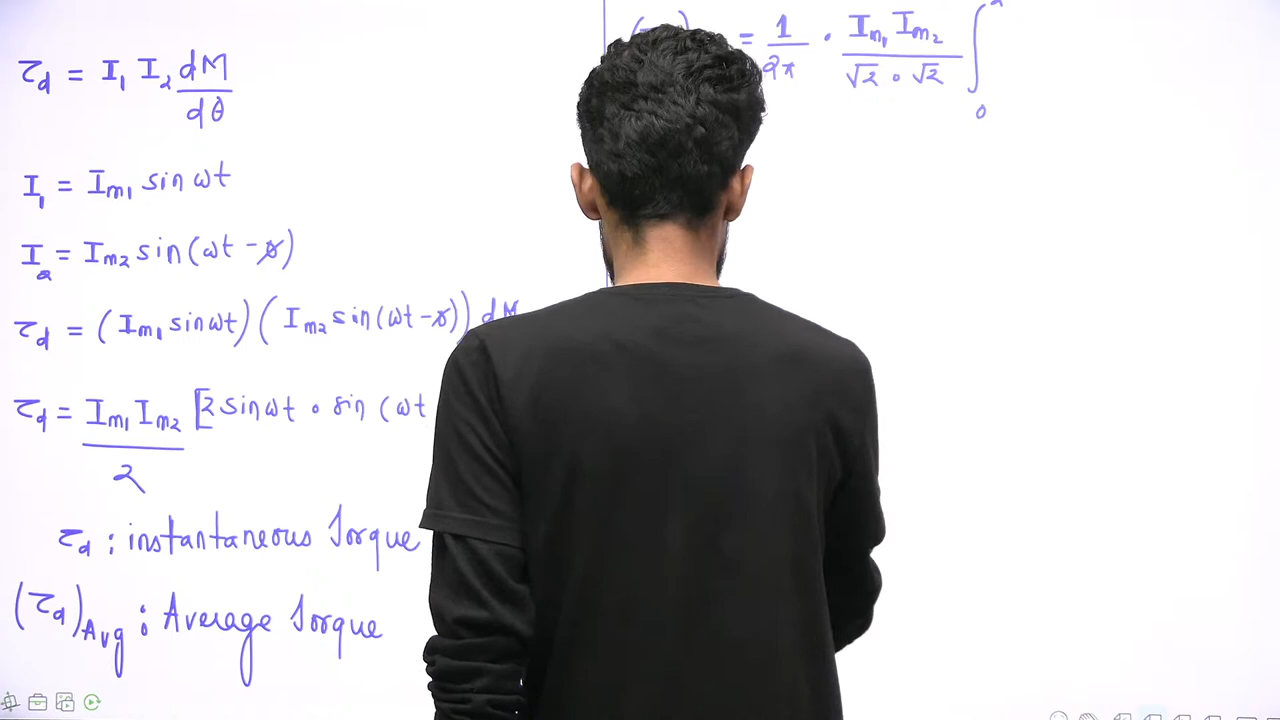 τd = I₁ I₂ dM/dθ
I₁ = Im₁ sin ωt
I₂ = Im₂ sin(ωt - ϕ)
τd = (Im₁ sinωt)(Im₂ sin(ωt - ϕ)) dM
τd = Im₁ Im₂/2 [2 sinωt · sin (ωt
τd : instantaneous Torque
(τd)Avg : Average Torque
= 1/2π · Im₁ Im₂/√2 · √2 ∫₀